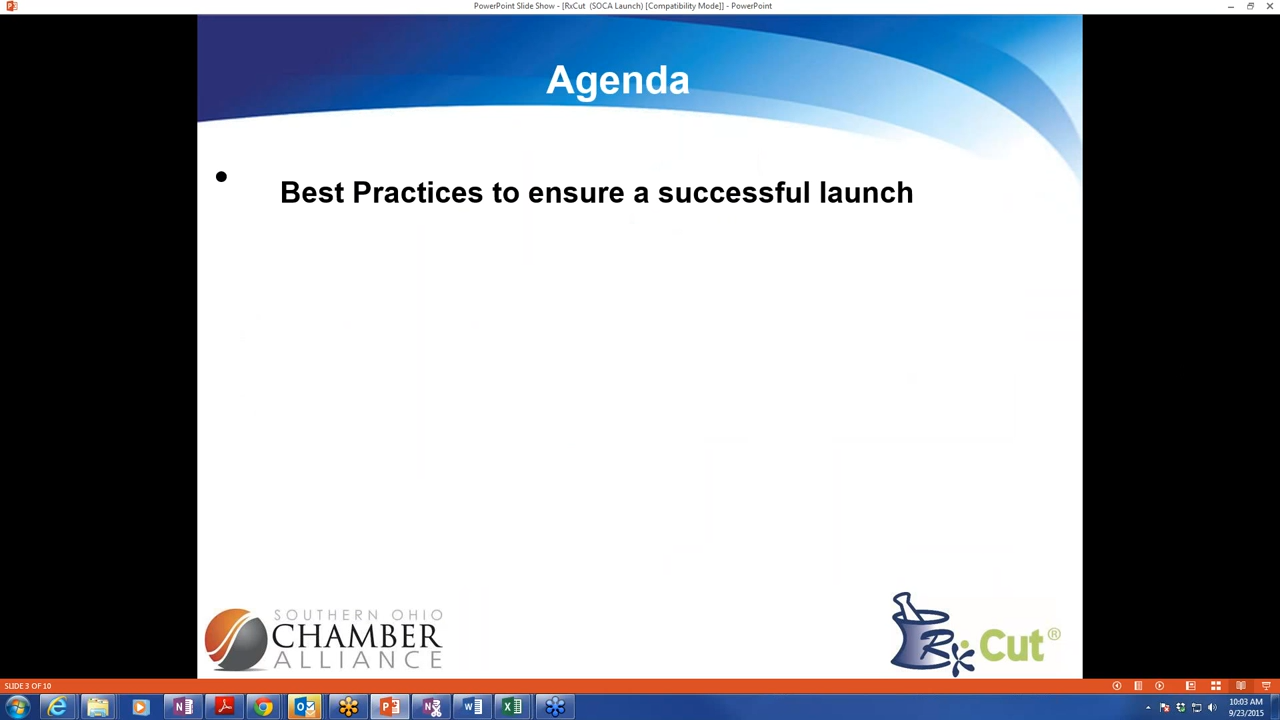 PowerPoint Slide Show - [RxCut (SOCA Launch) [Compatibility Mode]] - PowerPoint
Agenda
• Best Practices to ensure a successful launch
SOUTHERN OHIO
CHAMBER
ALLIANCE
RxCut®
SLIDE 3 OF 10
10:03 AM
9/23/2015